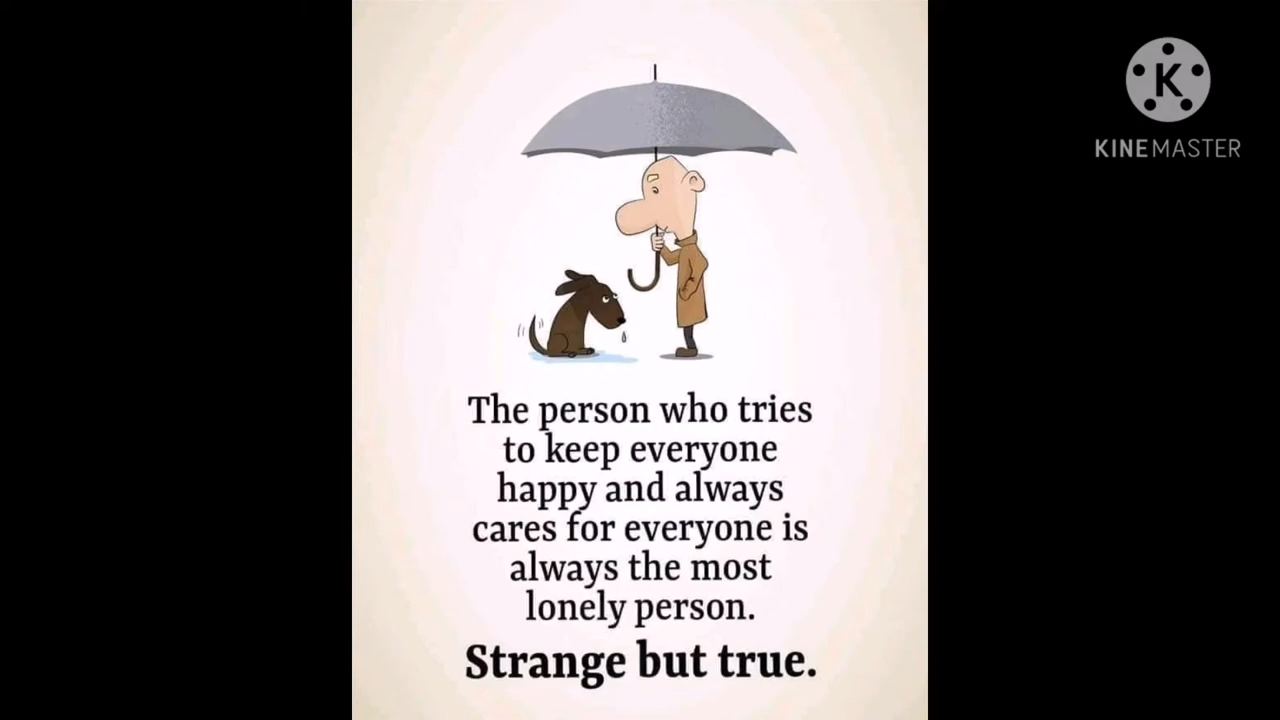 K
KINEMASTER
The person who tries
to keep everyone
happy and always
cares for everyone is
always the most
lonely person.
Strange but true.